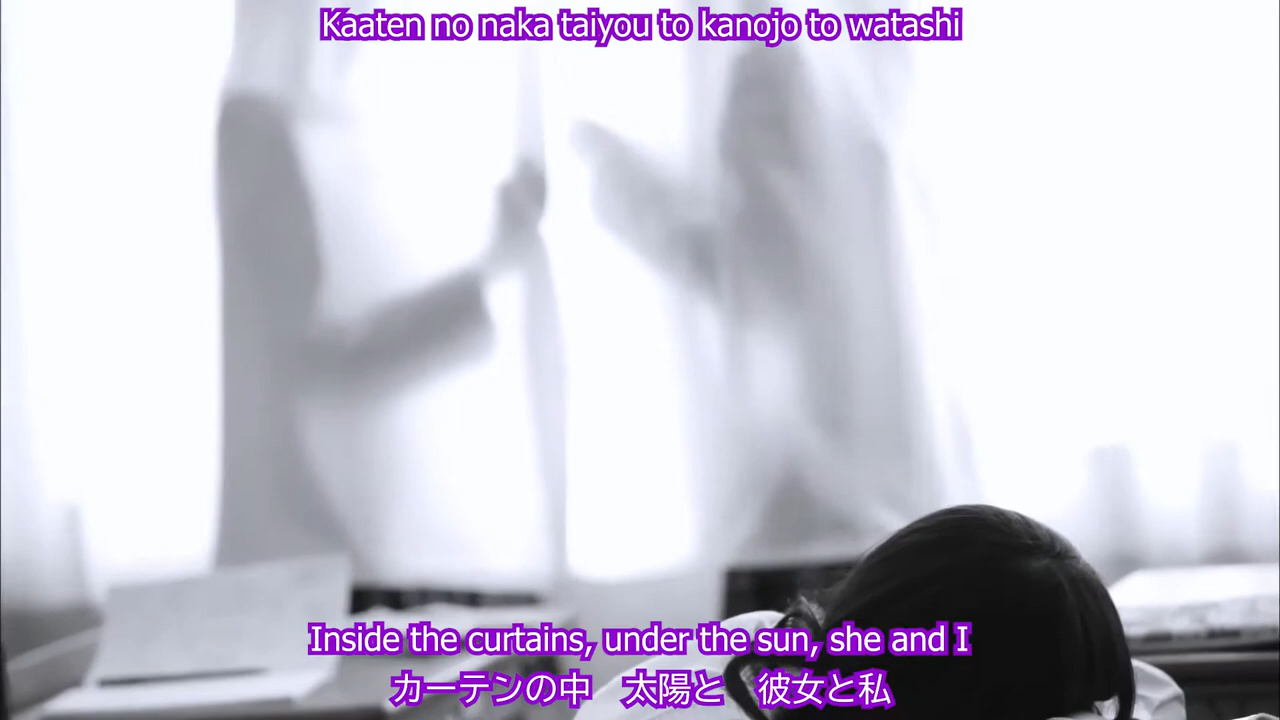 Kaaten no naka taiyou to kanojo to watashi
Inside the curtains, under the sun, she and I
カーテンの中　太陽と　彼女と私